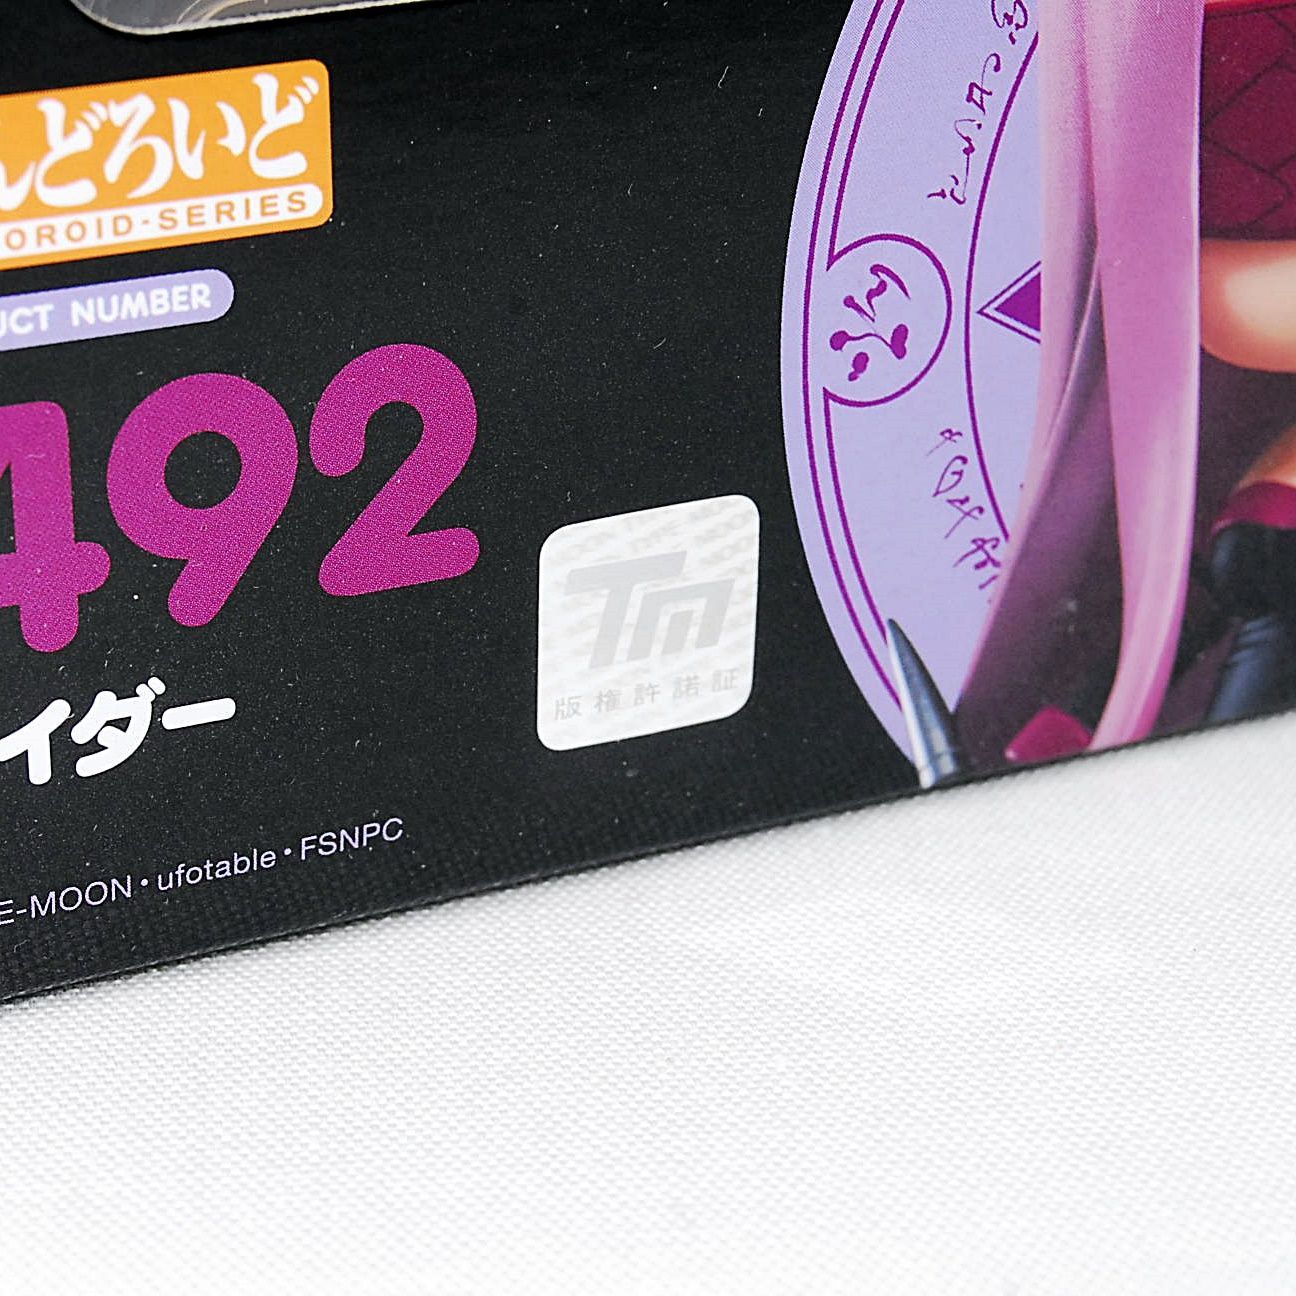 んどろいど
OROID-SERIES
UCT NUMBER
492
イダー
TM
版権許諾証
E-MOON・ufotable・FSNPC